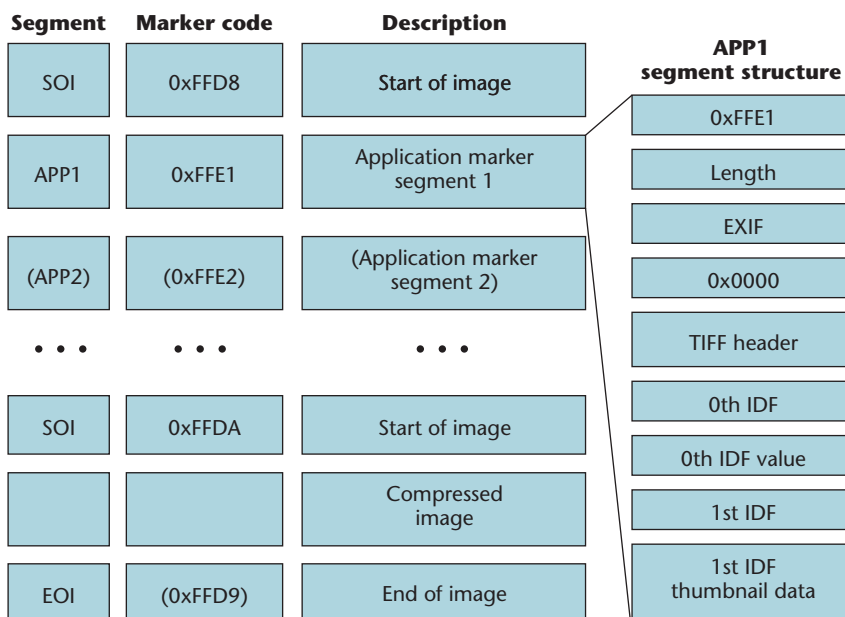 Segment Marker code Description
SOI 0xFFD8 Start of image
APP1 0xFFE1 Application marker
segment 1
(APP2) (0xFFE2) (Application marker
segment 2)
• • • • • • • • •
SOI 0xFFDA Start of image
Compressed
image
EOI (0xFFD9) End of image
APP1
segment structure
0xFFE1
Length
EXIF
0x0000
TIFF header
0th IDF
0th IDF value
1st IDF
1st IDF
thumbnail data